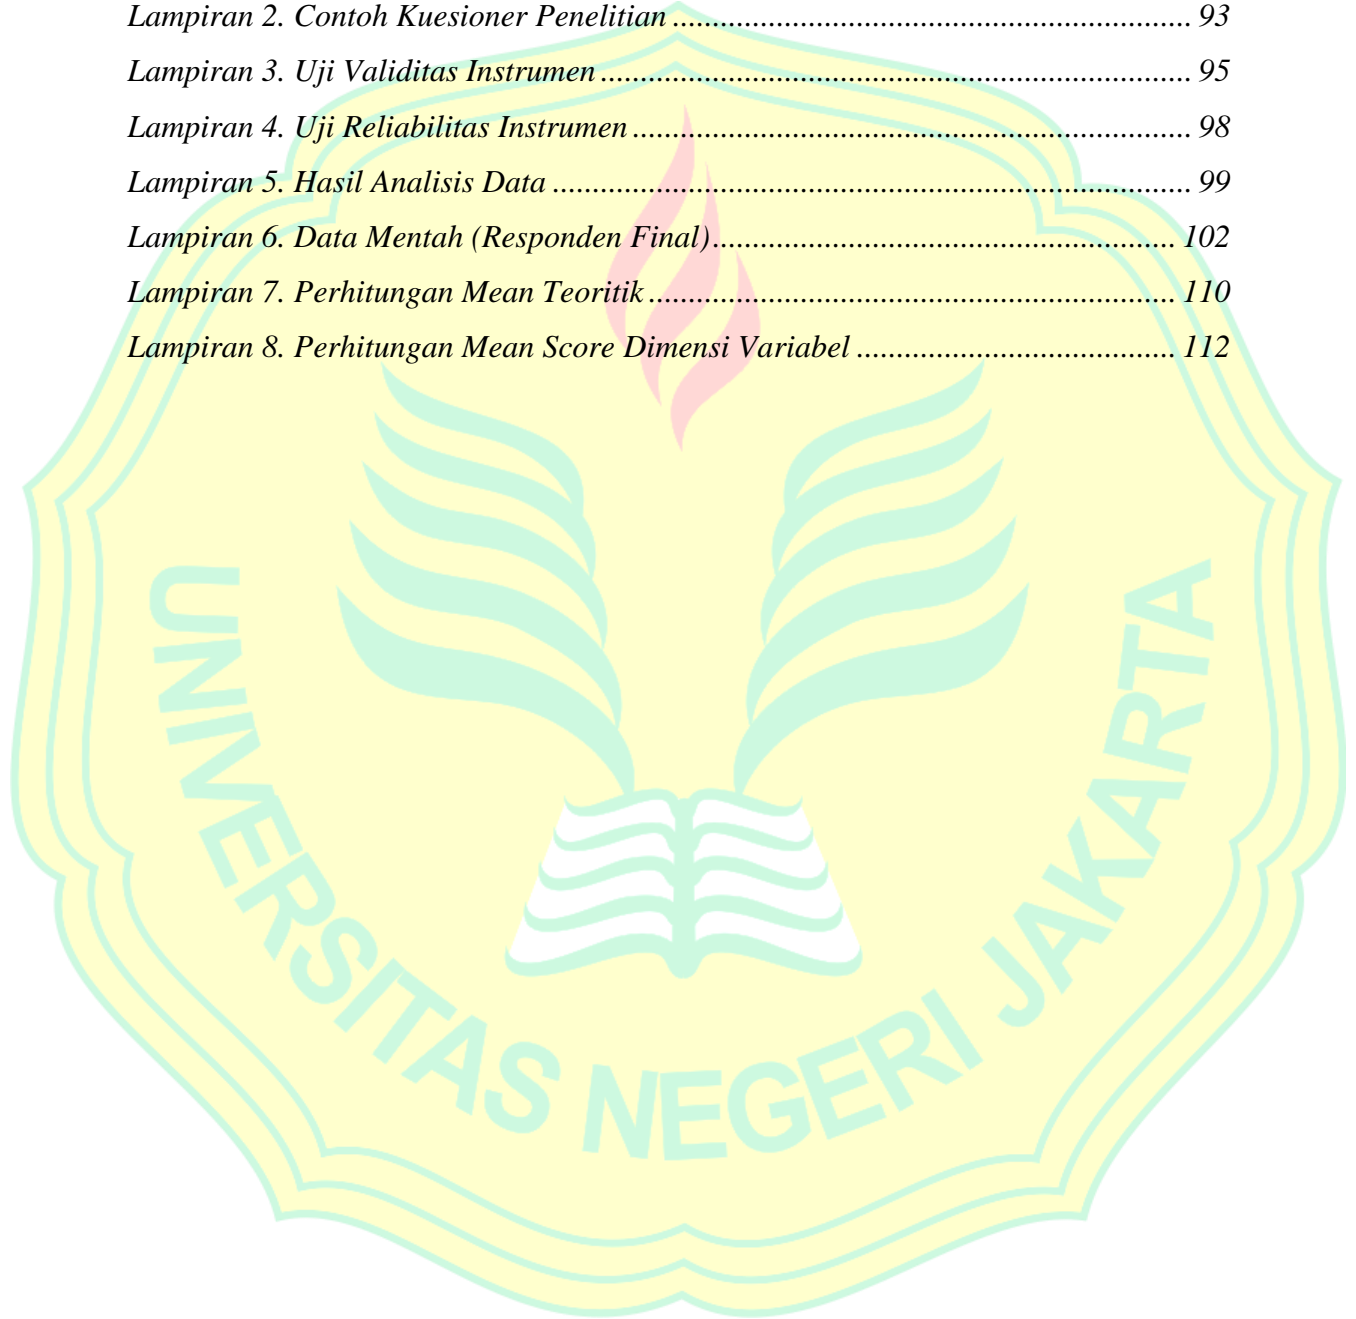 Lampiran 2. Contoh Kuesioner Penelitian .................................................................. 93
Lampiran 3. Uji Validitas Instrumen ........................................................................... 95
Lampiran 4. Uji Reliabilitas Instrumen ....................................................................... 98
Lampiran 5. Hasil Analisis Data ................................................................................. 99
Lampiran 6. Data Mentah (Responden Final) ........................................................... 102
Lampiran 7. Perhitungan Mean Teoritik ................................................................... 110
Lampiran 8. Perhitungan Mean Score Dimensi Variabel ........................................ 112
UNIVERSITAS NEGERI JAKARTA